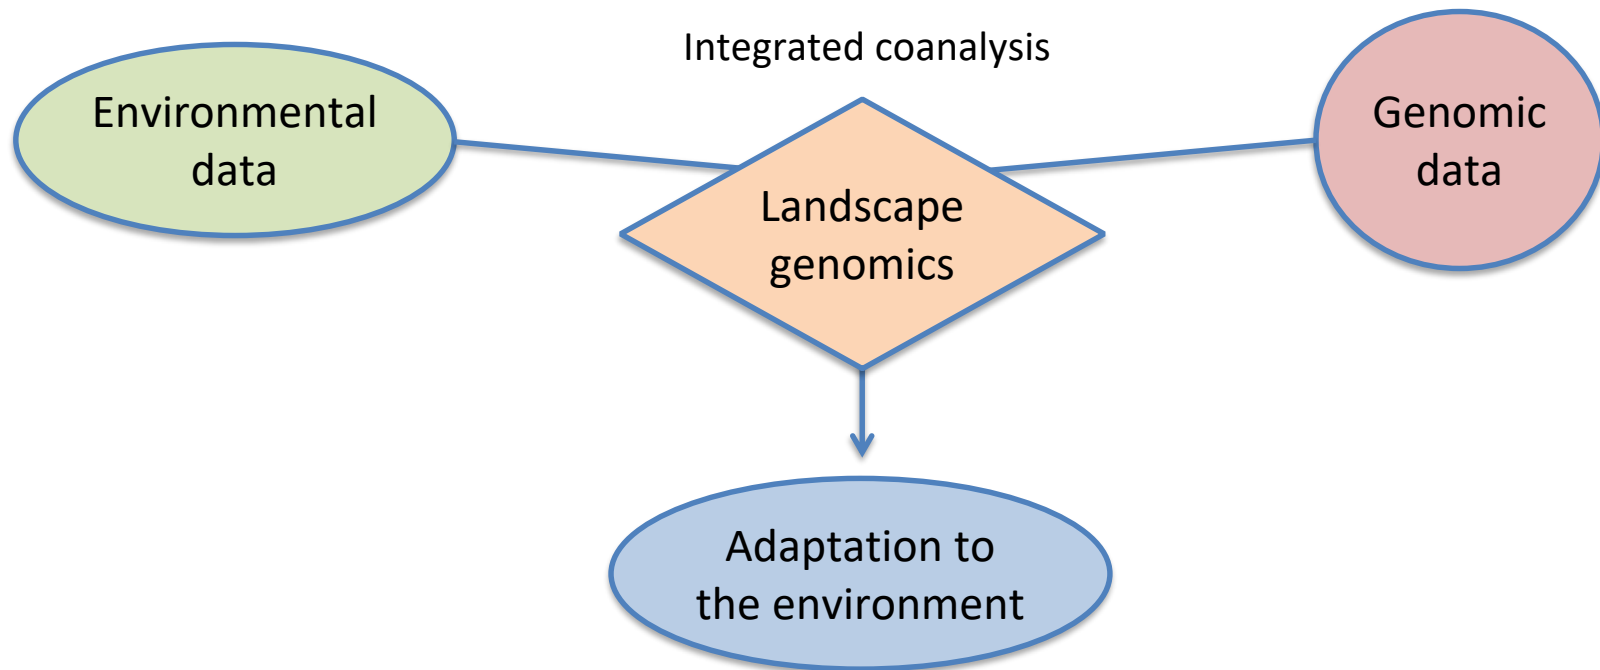 Integrated coanalysis
Environmental
data
Genomic
data
Landscape
genomics
Adaptation to
the environment